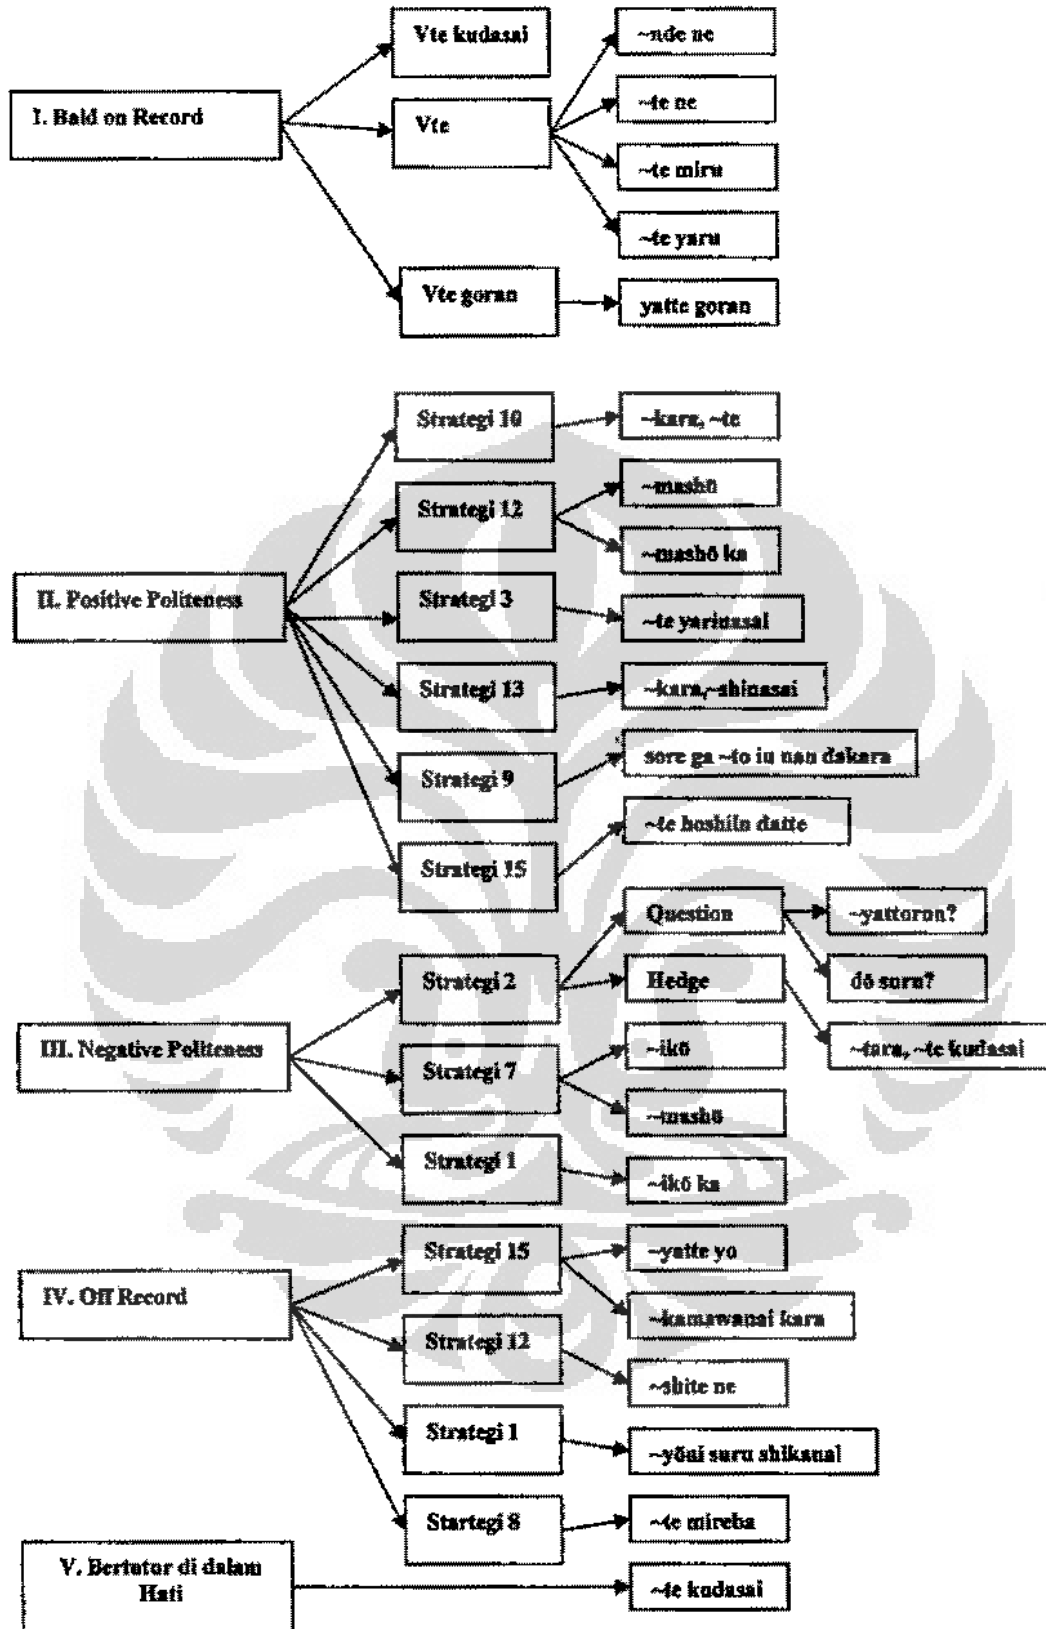 Vte kudasai
~nde ne
I. Bald on Record
Vte
~te ne
~te miru
~te yaru
Vte goran
yatte goran
Strategi 10
~kara, ~te
Strategi 12
~mashō
~mashō ka
II. Positive Politeness
Strategi 3
~te yarinasai
Strategi 13
~kara,~shinasai
Strategi 9
sore ga ~to iu nan dakara
Strategi 15
~te hoshiin datte
Question
~yattoron?
Strategi 2
Hedge
dō suru?
III. Negative Politeness
Strategi 7
~ikō
~tara, ~te kudasai
~mashō
Strategi 1
~ikō ka
Strategi 15
~yatte yo
IV. Off Record
~kamawanai kara
Strategi 12
~shite ne
Strategi 1
~yōni suru shikanai
Startegi 8
~te mireba
V. Bertutor di dalam
Hati
~te kudasai